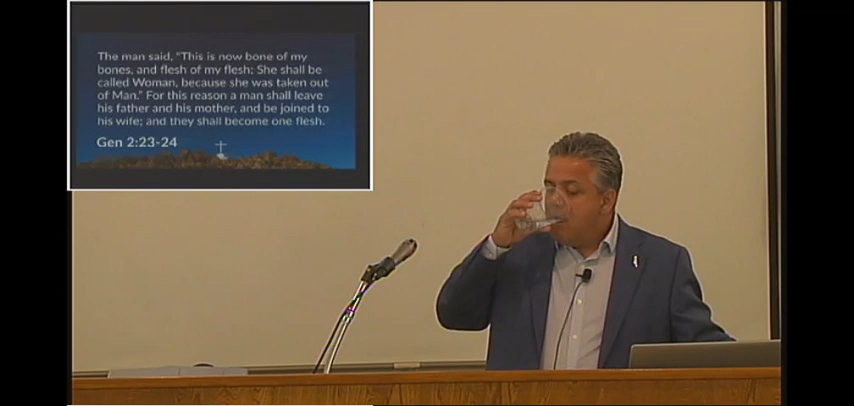 The man said, "This is now bone of my
bones, and flesh of my flesh; She shall be
called Woman, because she was taken out
of Man." For this reason a man shall leave
his father and his mother, and be joined to
his wife; and they shall become one flesh.
Gen 2:23-24